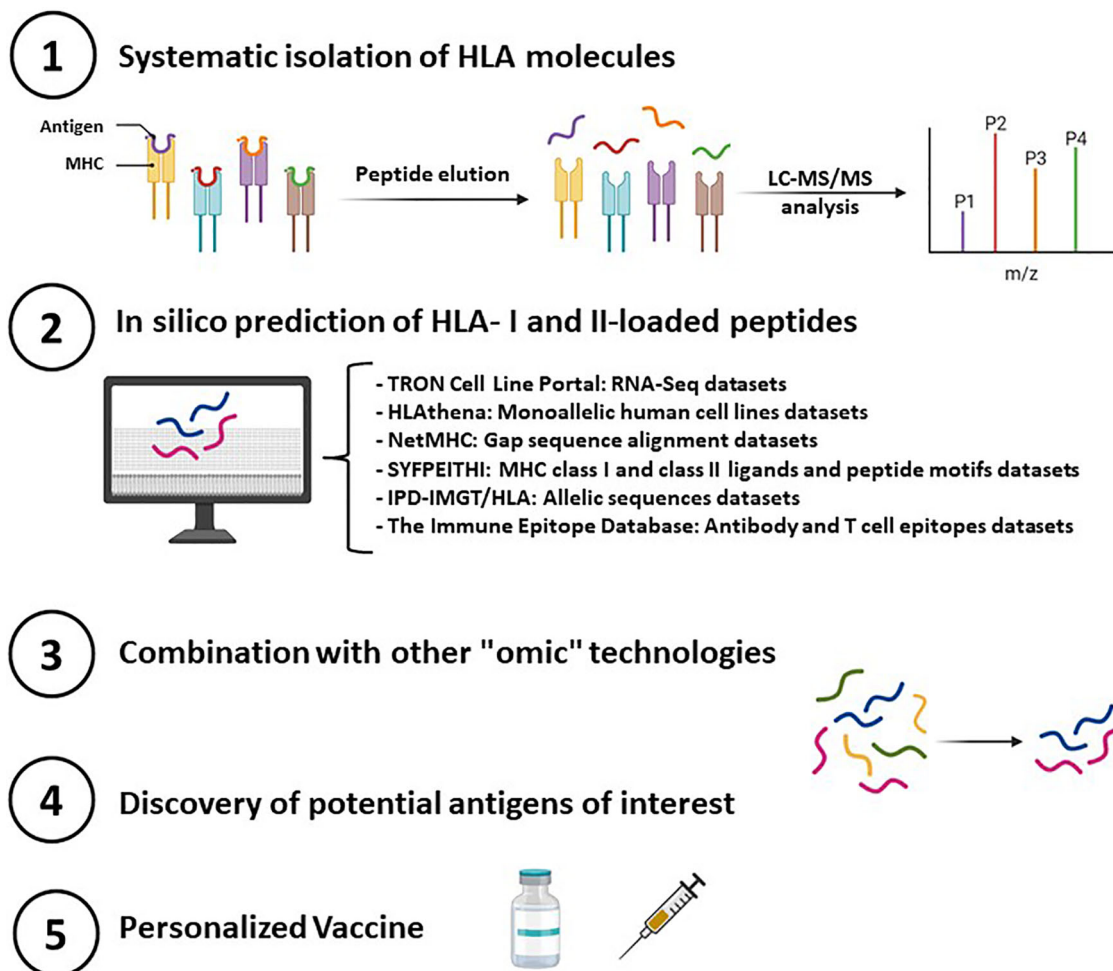 1
Systematic isolation of HLA molecules
Antigen
MHC
Peptide elution
LC-MS/MS
analysis
P1
P2
P3
P4
m/z
2
In silico prediction of HLA- I and II-loaded peptides
- TRON Cell Line Portal: RNA-Seq datasets
- HLAthena: Monoallelic human cell lines datasets
- NetMHC: Gap sequence alignment datasets
- SYFPEITHI: MHC class I and class II ligands and peptide motifs datasets
- IPD-IMGT/HLA: Allelic sequences datasets
- The Immune Epitope Database: Antibody and T cell epitopes datasets
3
Combination with other "omic" technologies
4
Discovery of potential antigens of interest
5
Personalized Vaccine